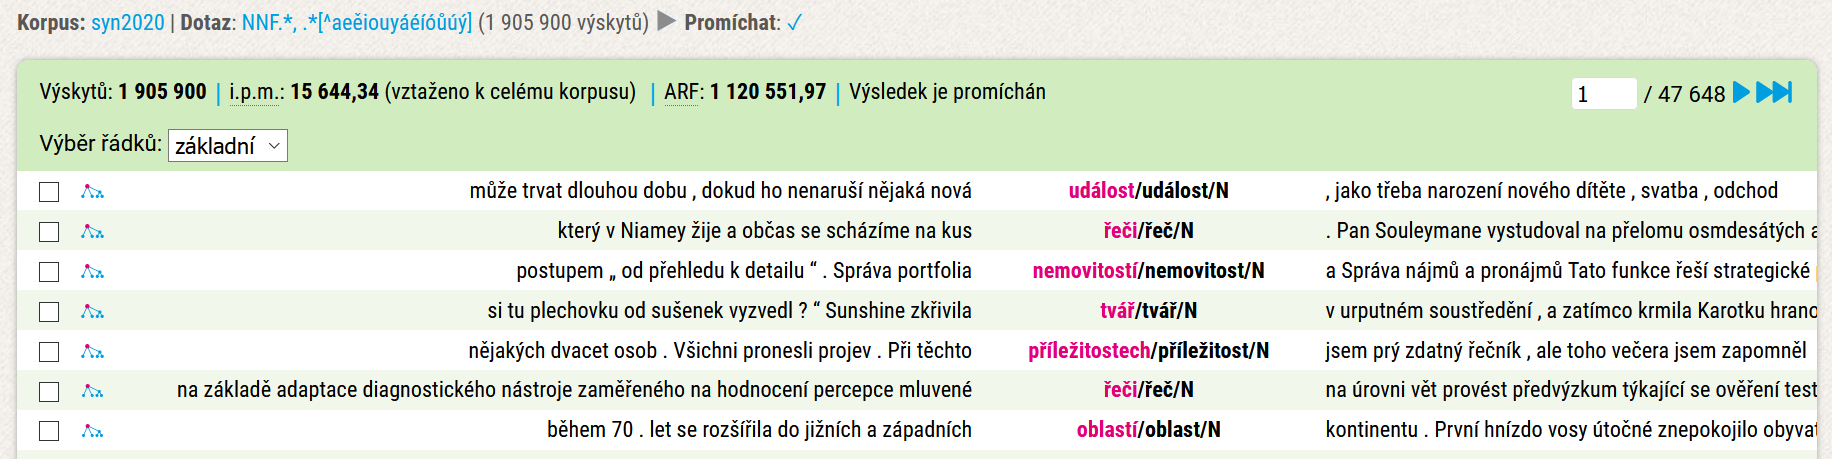 Korpus: syn2020 | Dotaz: NNF.*, .*[^aeěiouyáéíóůúý] (1 905 900 výskytů) ▶ Promíchat: ✓
Výskytů: 1 905 900 | i.p.m.: 15 644,34 (vztaženo k celému korpusu) | ARF: 1 120 551,97 | Výsledek je promíchán 1 / 47 648
Výběr řádků: základní
může trvat dlouhou dobu , dokud ho nenaruší nějaká nová událost/událost/N , jako třeba narození nového dítěte , svatba , odchod
který v Niamey žije a občas se scházíme na kus řeči/řeč/N . Pan Souleymane vystudoval na přelomu osmdesátých a
postupem „ od přehledu k detailu “ . Správa portfolia nemovitostí/nemovitost/N a Správa nájmů a pronájmů Tato funkce řeší strategické
si tu plechovku od sušenek vyzvedl ? “ Sunshine zkřivila tvář/tvář/N v urputném soustředění , a zatímco krmila Karotku hrano
nějakých dvacet osob . Všichni pronesli projev . Při těchto příležitostech/příležitost/N jsem prý zdatný řečník , ale toho večera jsem zapomněl
na základě adaptace diagnostického nástroje zaměřeného na hodnocení percepce mluvené řeči/řeč/N na úrovni vět provést předvýzkum týkající se ověření test
během 70 . let se rozšířila do jižních a západních oblastí/oblast/N kontinentu . První hnízdo vosy útočné znepokojilo obyvat